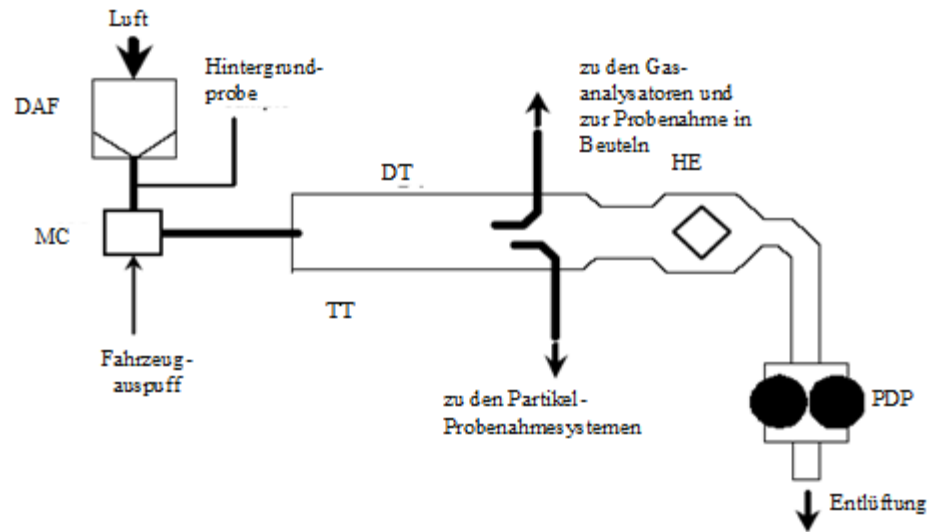 Luft
DAF
Hintergrund-
probe
zu den Gas-
analysatoren und
zur Probenahme in
Beuteln
HE
DT
MC
TT
Fahrzeug-
auspuff
zu den Partikel-
Probenahmesystemen
PDP
Entlüftung